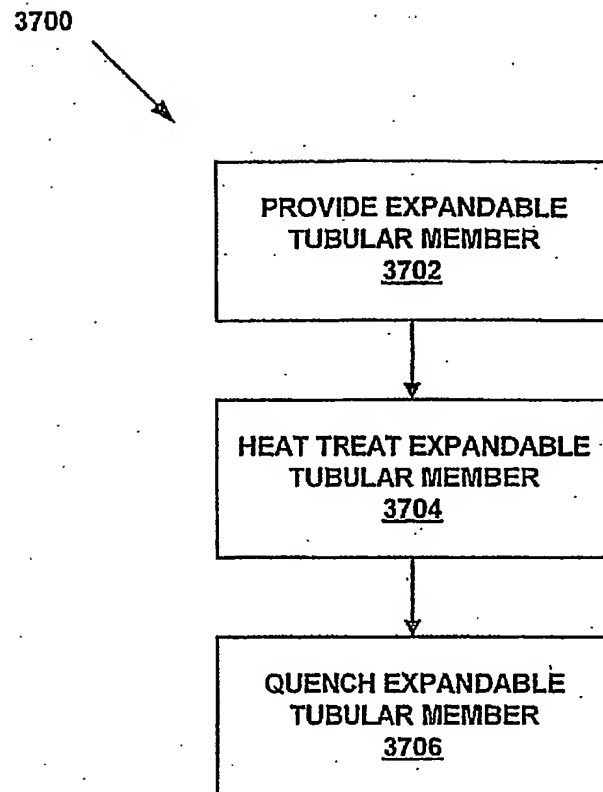 3700
PROVIDE EXPANDABLE
TUBULAR MEMBER
3702
HEAT TREAT EXPANDABLE
TUBULAR MEMBER
3704
QUENCH EXPANDABLE
TUBULAR MEMBER
3706